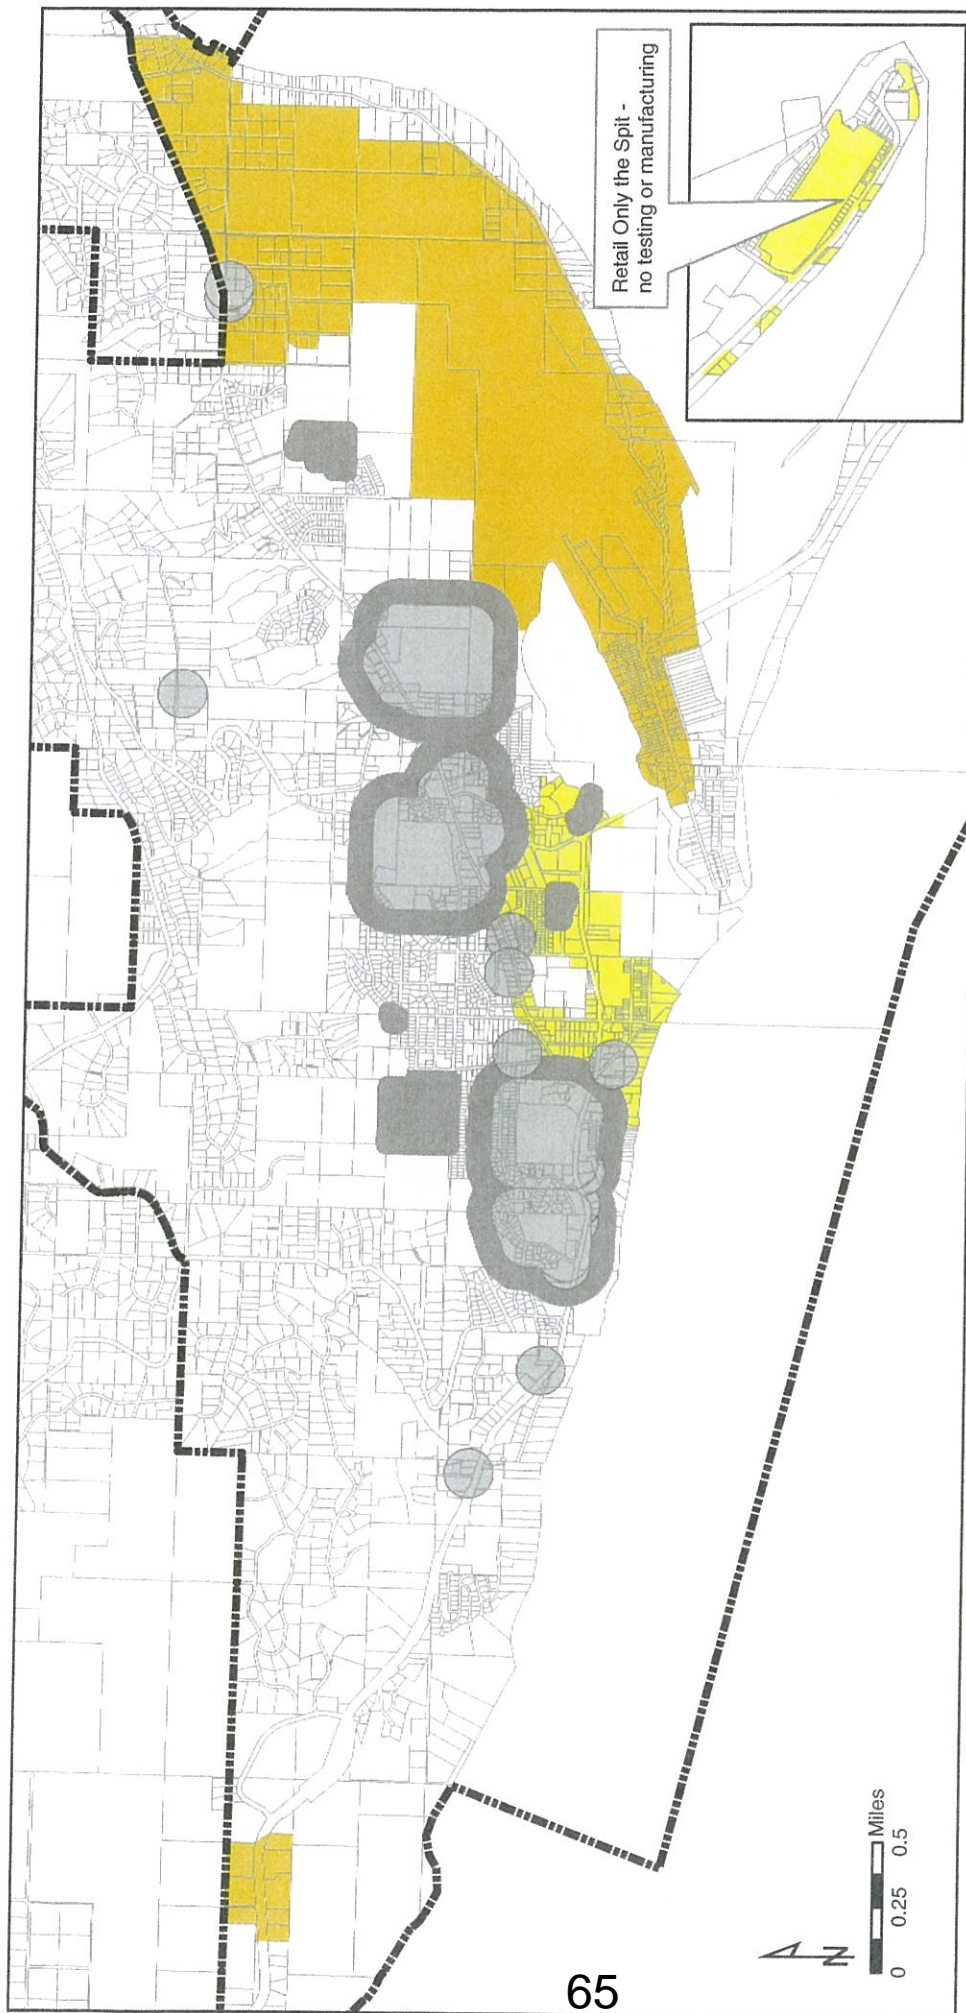 Retail Only the Spit -
no testing or manufacturing
N
0 0.25 0.5
Miles
65